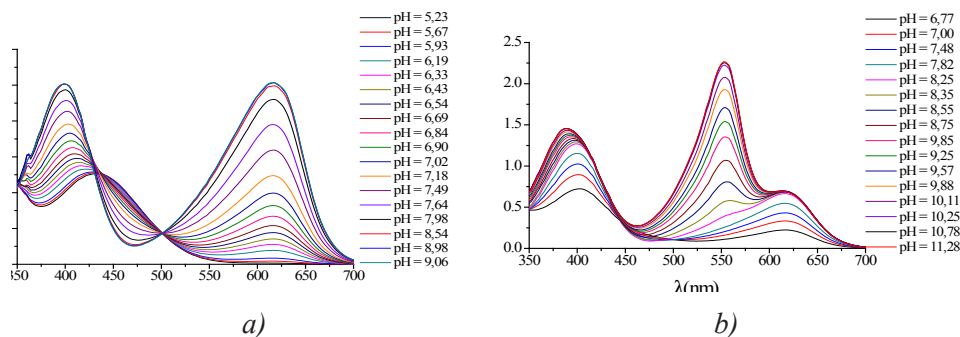 pH = 5,23
pH = 5,67
pH = 5,93
pH = 6,19
pH = 6,33
pH = 6,43
pH = 6,54
pH = 6,69
pH = 6,84
pH = 6,90
pH = 7,02
pH = 7,18
pH = 7,49
pH = 7,64
pH = 7,98
pH = 8,54
pH = 8,98
pH = 9,06
350 400 450 500 550 600 650 700
a)
b)
2.5
2.0
1.5
1.0
0.5
0.0
350 400 450 500 550 600 650 700
λ(nm)
pH = 6,77
pH = 7,00
pH = 7,48
pH = 7,82
pH = 8,25
pH = 8,35
pH = 8,55
pH = 8,75
pH = 9,85
pH = 9,25
pH = 9,57
pH = 9,88
pH = 10,11
pH = 10,25
pH = 10,78
pH = 11,28
b)